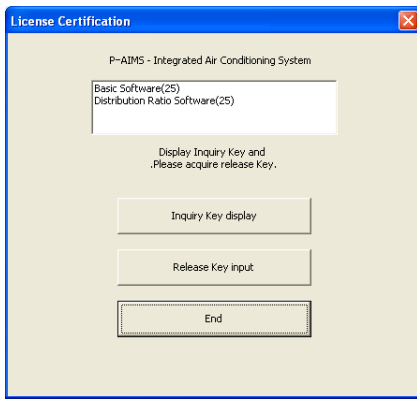 License Certification
P-AIMS - Integrated Air Conditioning System
Basic Software(25)
Distribution Ratio Software(25)
Display Inquiry Key and
.Please acquire release Key.
Inquiry Key display
Release Key input
End